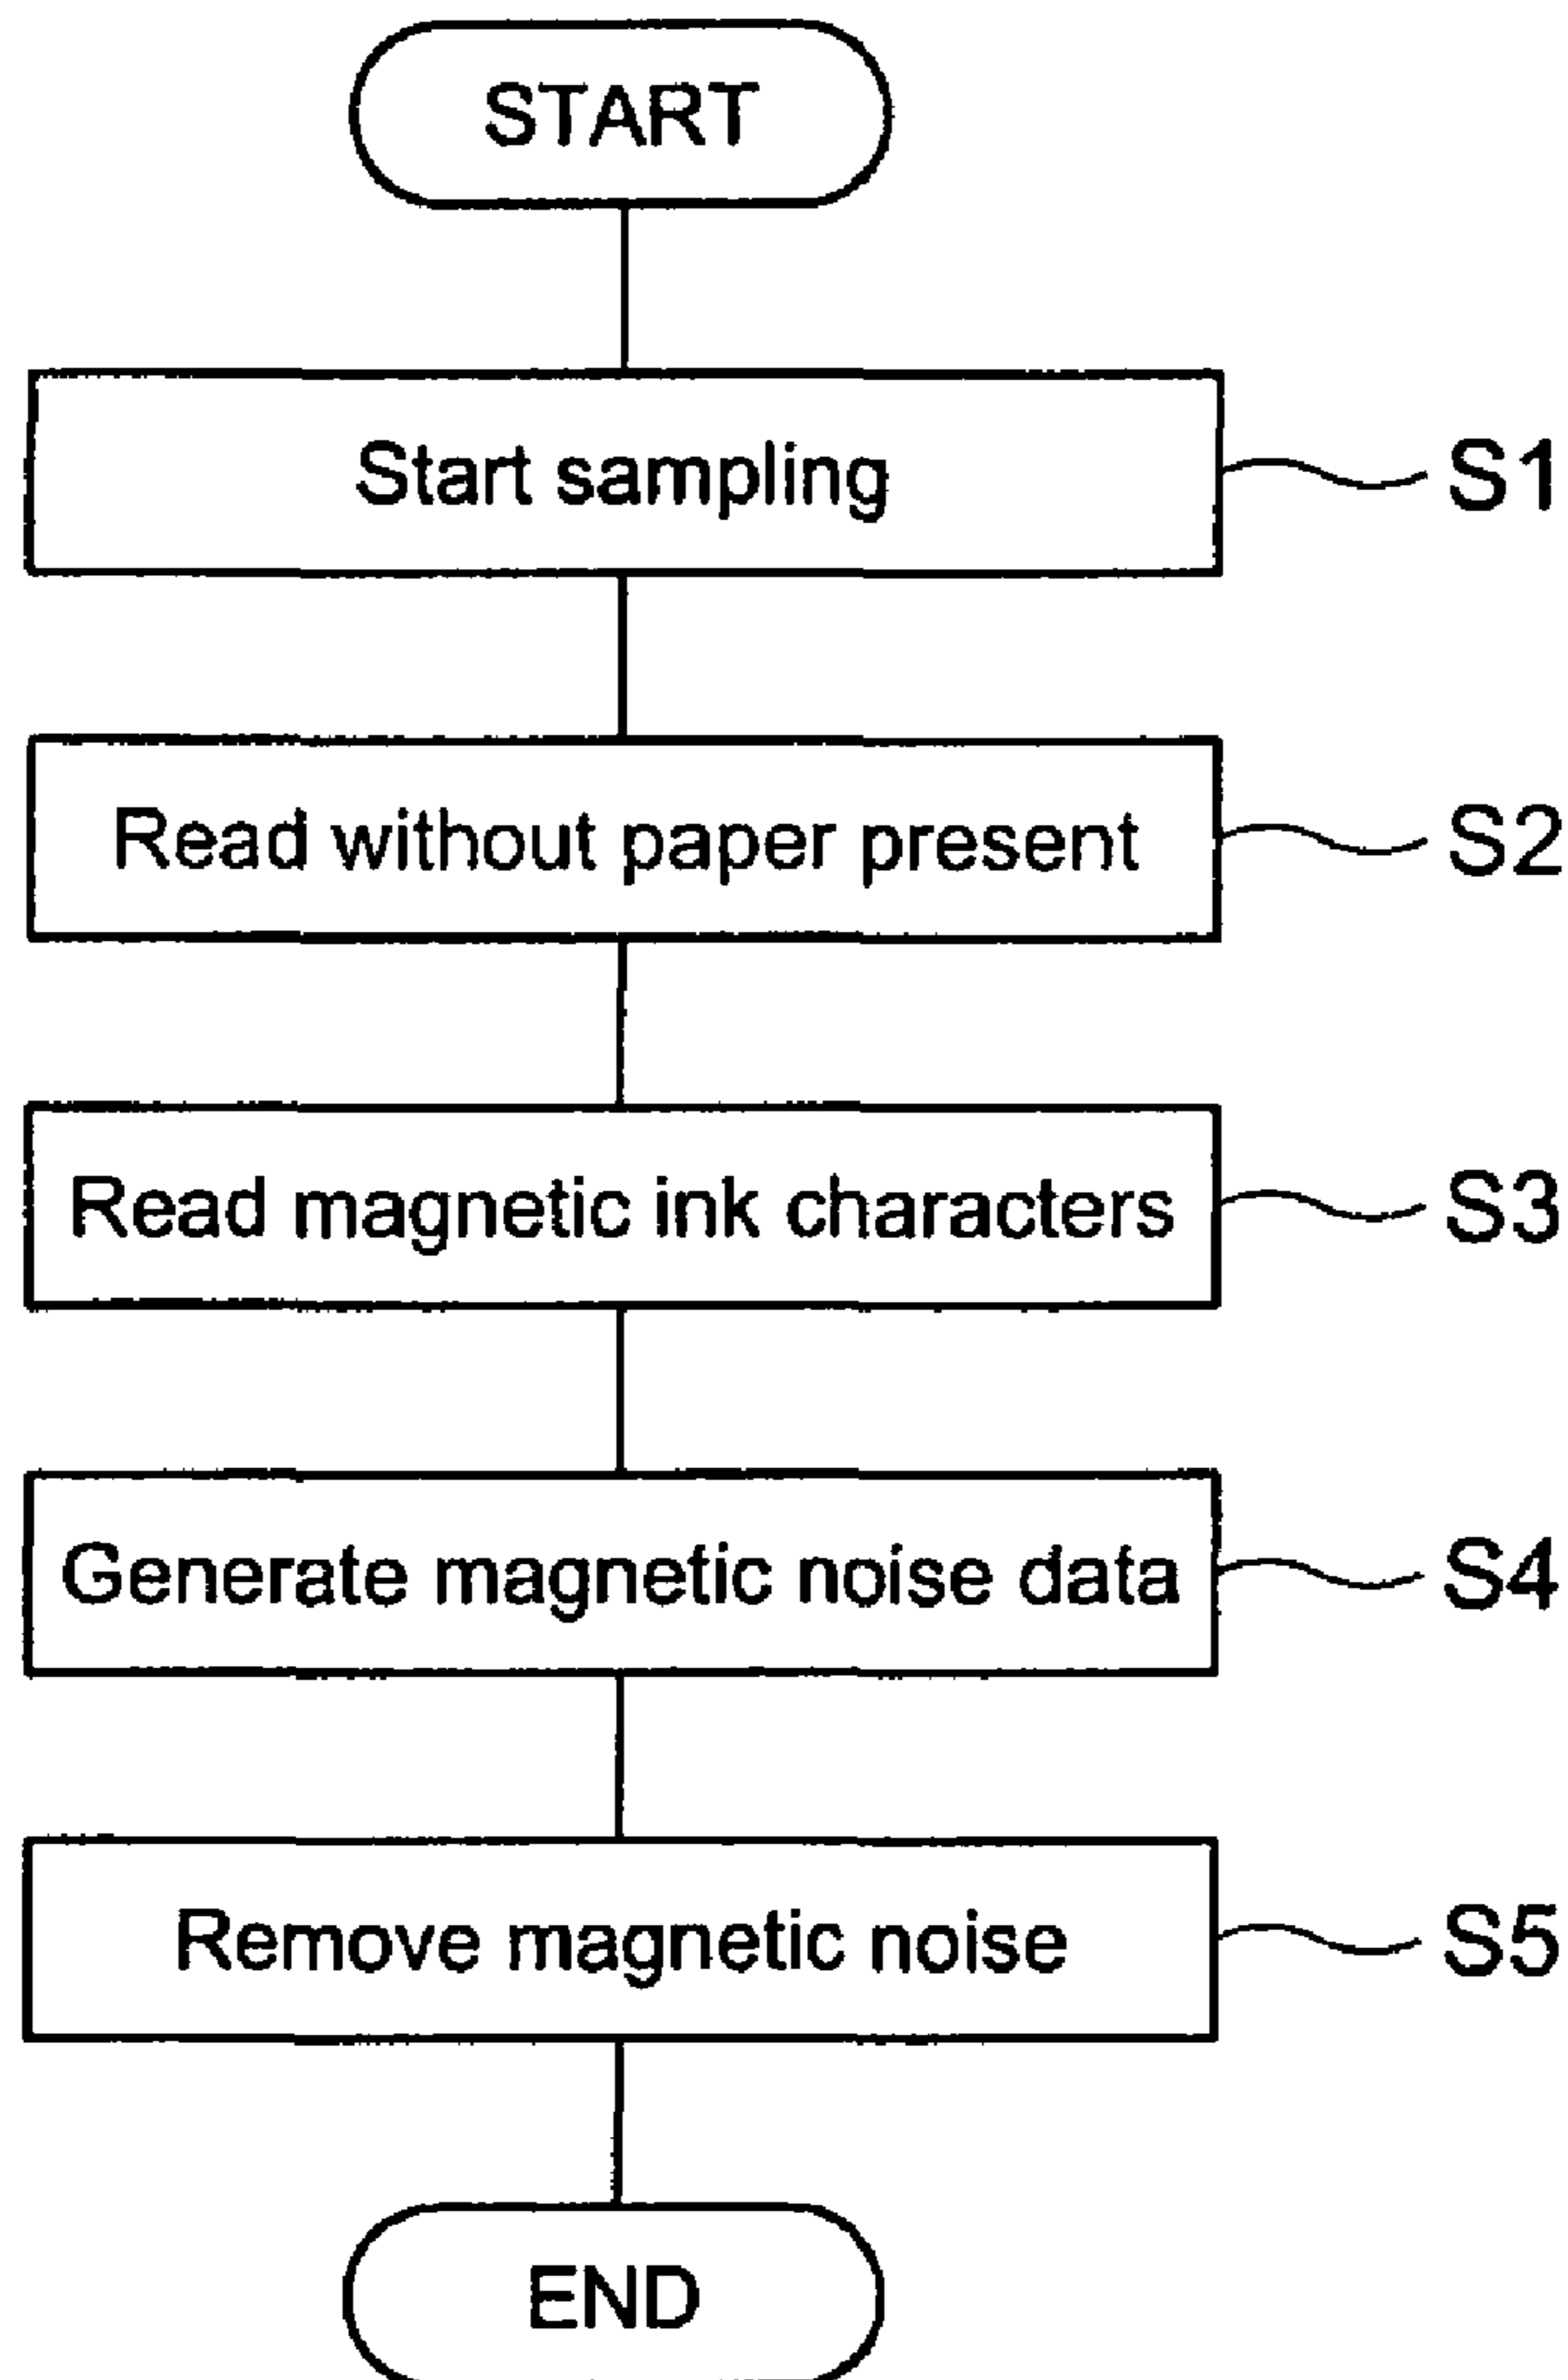 START
Start sampling S1
Read without paper present S2
Read magnetic ink characters S3
Generate magnetic noise data S4
Remove magnetic noise S5
END